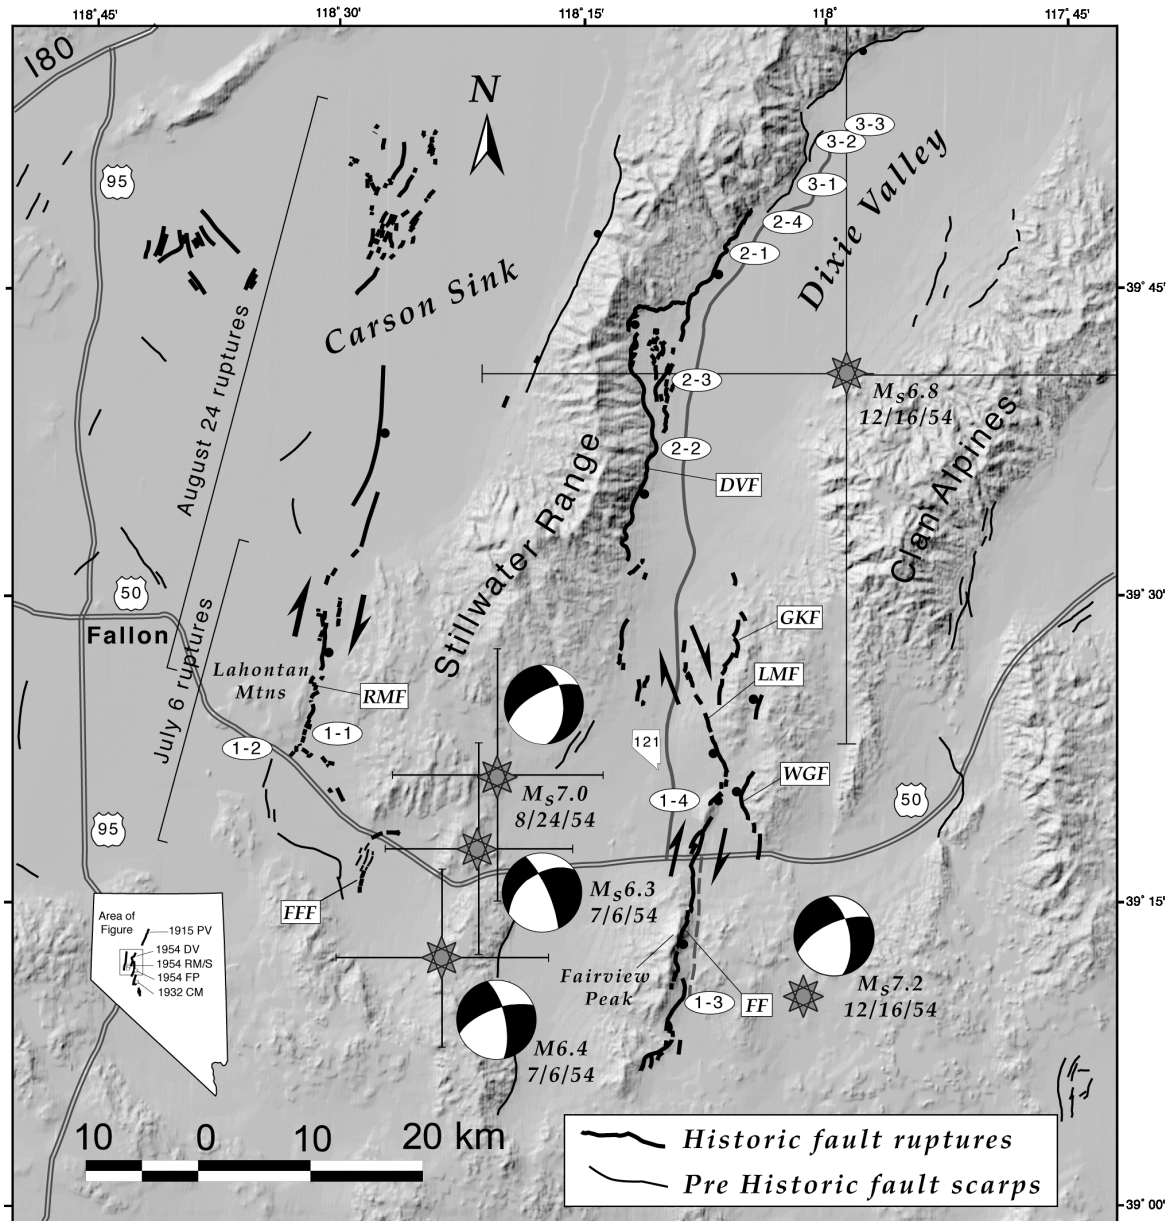 118° 45'
118° 30'
118° 15'
118°
117° 45'
I80
N
95
3-3
3-2
3-1
2-4
2-1
Dixie Valley
Carson Sink
39° 45'
August 24 ruptures
2-3
Ms6.8
12/16/54
2-2
DVF
Stillwater Range
Clan Alpines
50
39° 30'
Fallon
July 6 ruptures
GKF
Lahontan
Mtns
LMF
RMF
1-1
1-2
121
WGF
Ms7.0
8/24/54
1-4
50
95
Ms6.3
7/6/54
FFF
39° 15'
Area of
Figure
1915 PV
1954 DV
1954 RM/S
1954 FP
1932 CM
Fairview
Peak
1-3
FF
Ms7.2
12/16/54
M6.4
7/6/54
10 0 10 20 km
Historic fault ruptures
Pre Historic fault scarps
39° 00'